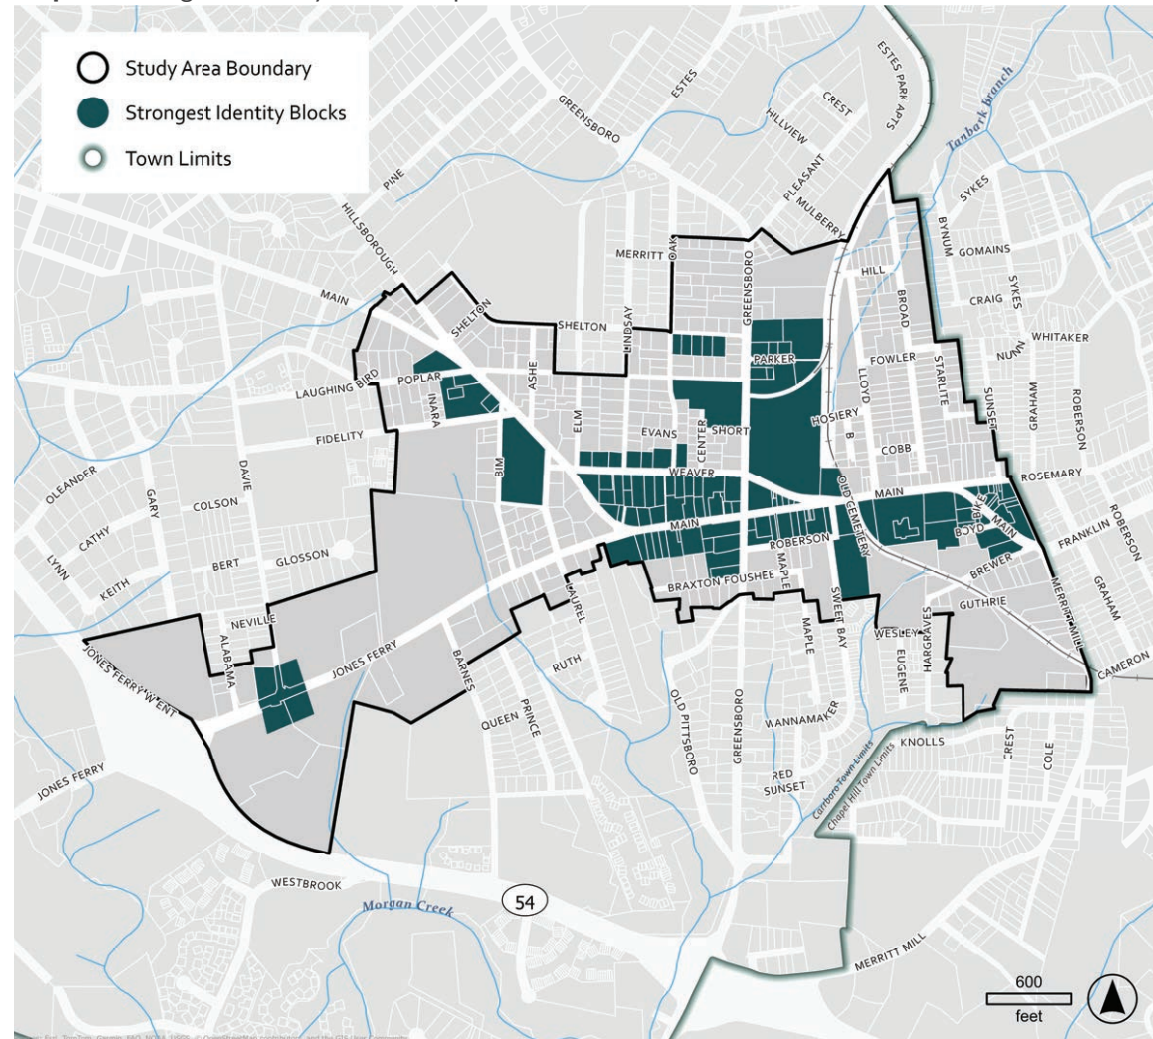 Study Area Boundary
Strongest Identity Blocks
Town Limits
ESTES PARK APTS
ESTES
CREST
GREENSBORO
HILLVIEW
Tanbark branch
PINE
PLEASANT
SYKES
HILLSBOROUGH
MULBERRY
BYNUM
MERRITT
OAK
GREENSBORO
GOMAINS
HILL
SYKES
MAIN
BROAD
CRAIG
SHELTON
SHELTON
LINDSAY
WHITAKER
NUNN
PARKER
FOWLER
ASHE
LAUGHING BIRD
POPLAR
LLOYD
STARLITE
INARA
SUNSET
GRAHAM
ROBERSON
ELM
HOSIERY
FIDELITY
EVANS
CENTER
SHORT
B
COBB
OLEANDER
BIM
WEAVER
ROSEMARY
GARY
DAVIE
COLSON
MAIN
OLD CEMETERY
BIKE
CATHY
MAIN
BOYD
MAIN
FRANKLIN
ROBERSON
LYNN
BERT
GLOSSON
ROBERSON
KEITH
MAPLE
BREWER
BRAXTON FOUSHEE
LAUREL
SWEET BAY
GUTHRIE
MERRITT MILL
GRAHAM
NEVILLE
ALABAMA
MAPLE
WESLEY
HARGRAVES
EUGENE
JONES FERRY
BARNES
RUTH
CAMERON
OLD PITTSBORO
GREENSBORO
PRINCE
QUEEN
WANNAMAKER
KNOLLS
CREST
COLE
Carrboro Town Limits
Chapel Hill Town Limits
JONES FERRY
RED
SUNSET
WESTBROOK
54
Morgan Creek
MERRITT MILL
600
feet